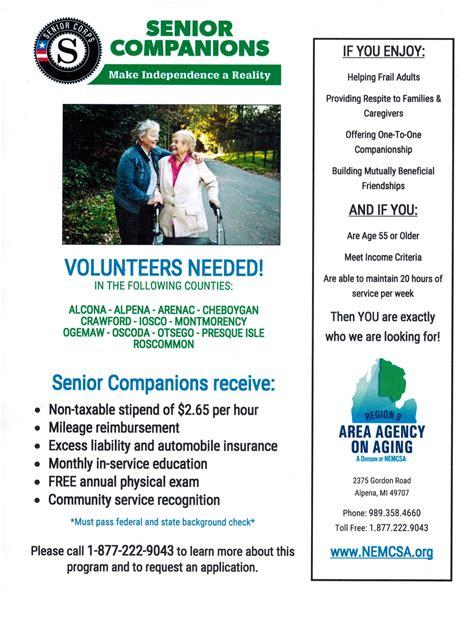 SENIOR CORPS
S
SENIOR
COMPANIONS
Make Independence a Reality
VOLUNTEERS NEEDED!
IN THE FOLLOWING COUNTIES:
ALCONA - ALPENA - ARENAC - CHEBOYGAN
CRAWFORD - IOSCO - MONTMORENCY
OGEMAW - OSCODA - OTSEGO - PRESQUE ISLE
ROSCOMMON
Senior Companions receive:
• Non-taxable stipend of $2.65 per hour
• Mileage reimbursement
• Excess liability and automobile insurance
• Monthly in-service education
• FREE annual physical exam
• Community service recognition
*Must pass federal and state background check*
Please call 1-877-222-9043 to learn more about this
program and to request an application.
IF YOU ENJOY:
Helping Frail Adults
Providing Respite to Families &
Caregivers
Offering One-To-One
Companionship
Building Mutually Beneficial
Friendships
AND IF YOU:
Are Age 55 or Older
Meet Income Criteria
Are able to maintain 20 hours of
service per week
Then YOU are exactly
who we are looking for!
REGION 9
AREA AGENCY
ON AGING
A DIVISION OF NEMCSA
2375 Gordon Road
Alpena, MI 49707
Phone: 989.358.4660
Toll Free: 1.877.222.9043
www.NEMCSA.org